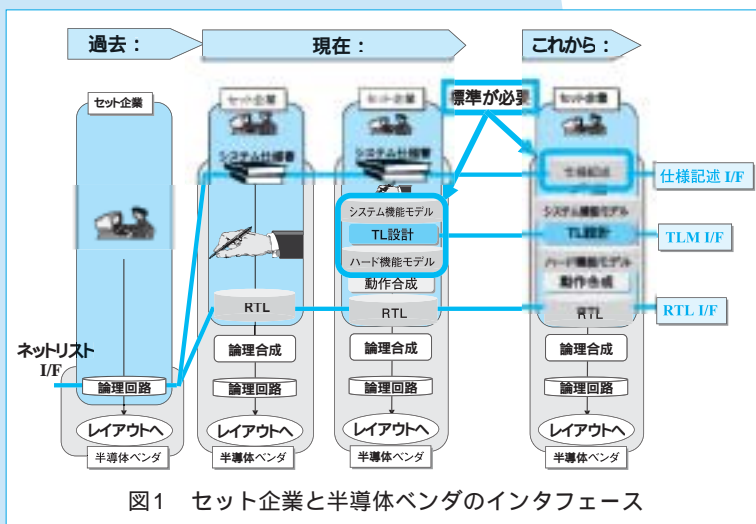 過去：
現在：
これから：
セット企業
セット企業
セット企業
標準が必要
セット企業
システム仕様書
システム仕様書
仕様記述
仕様記述 I/F
システム機能モデル
TL設計
ハード機能モデル
動作合成
システム機能モデル
TL設計
TLM I/F
ハード機能モデル
動作合成
RTL
RTL
RTL
RTL I/F
ネットリスト
I/F
論理合成
論理合成
論理合成
論理回路
論理回路
論理回路
論理回路
レイアウトへ
レイアウトへ
レイアウトへ
レイアウトへ
半導体ベンダ
半導体ベンダ
半導体ベンダ
半導体ベンダ
図1 セット企業と半導体ベンダのインタフェース